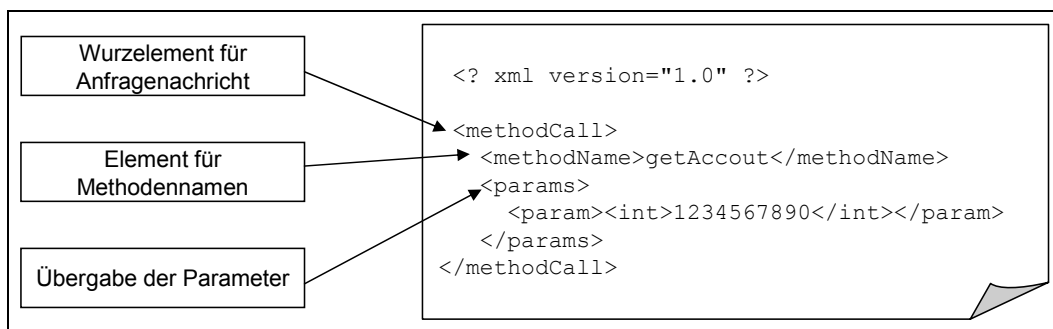 Wurzelement für
Anfragenachricht
Element für
Methodennamen
Übergabe der Parameter
<? xml version="1.0" ?>
<methodCall>
<methodName>getAccout</methodName>
<params>
<param><int>1234567890</int></param>
</params>
</methodCall>